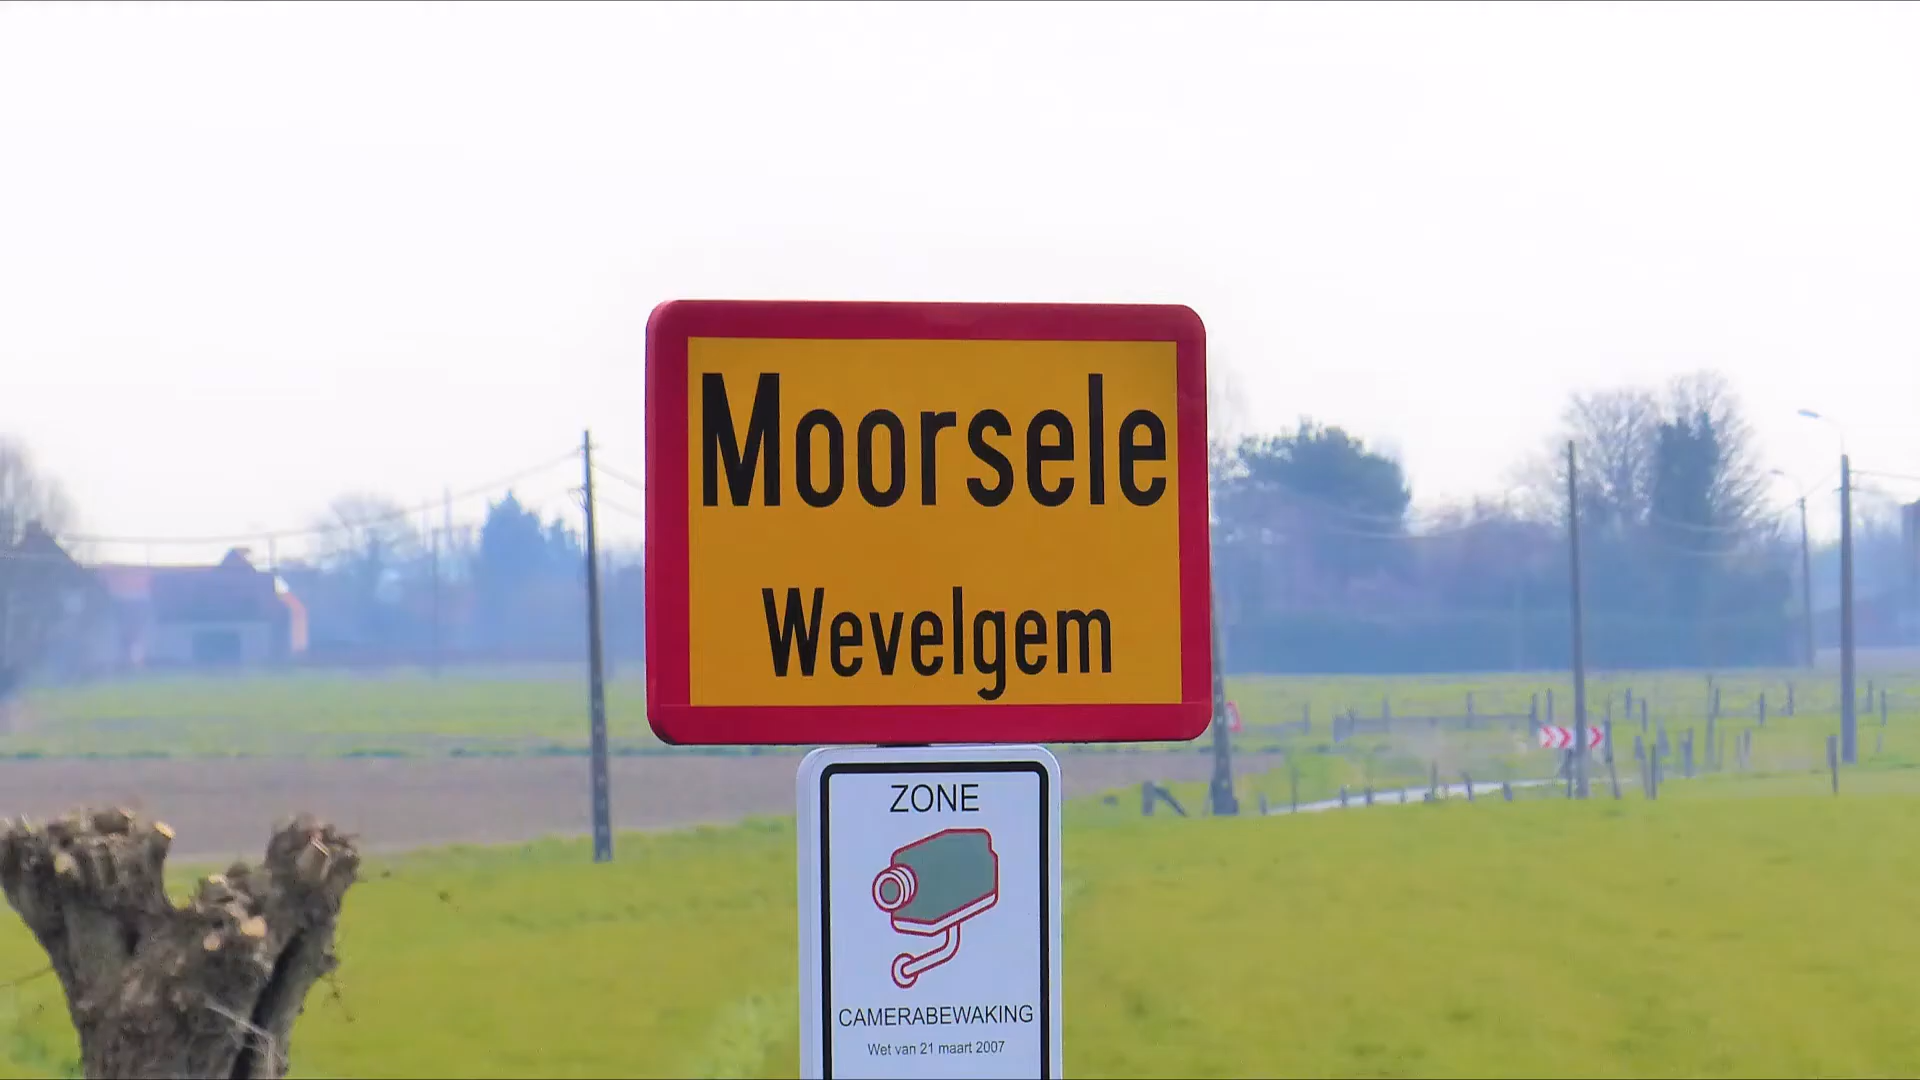 Moorsele
Wevelgem
ZONE
CAMERABEWAKING
Wet van 21 maart 2007